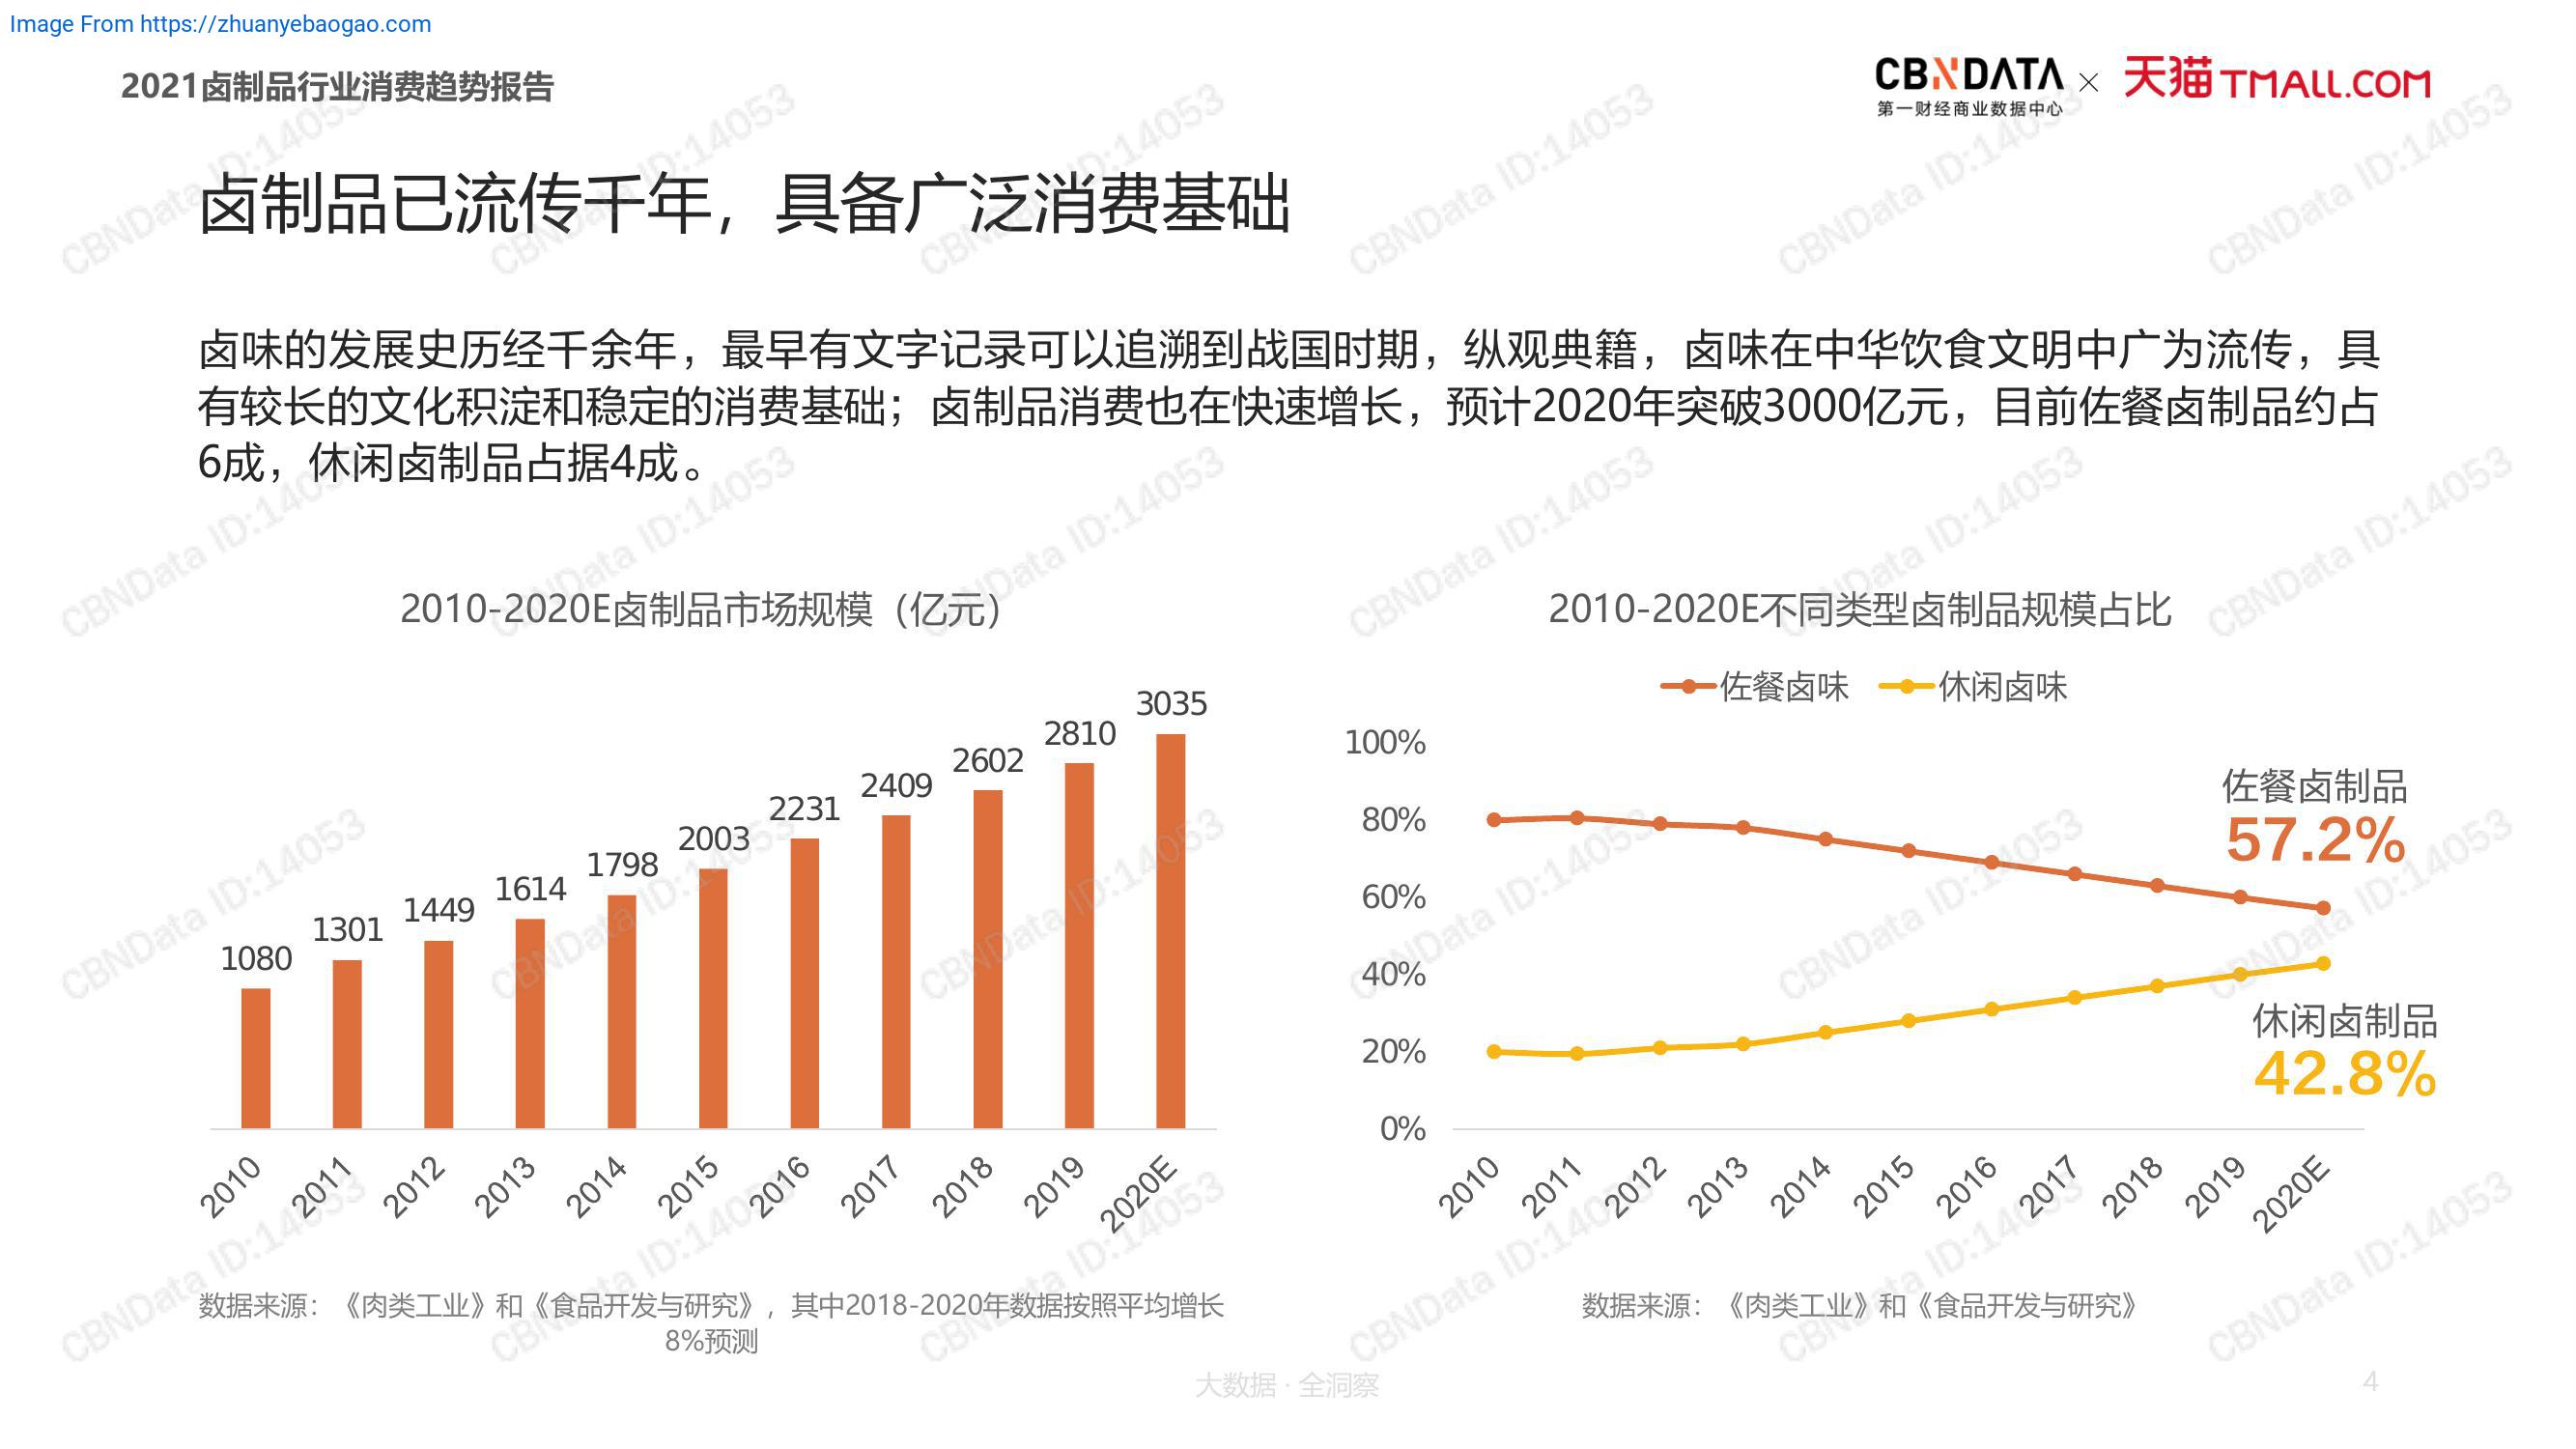 Image From https://zhuanyebaogao.com
2021卤制品行业消费趋势报告
CBNDATA × 天猫 TMALL.COM
第一财经商业数据中心
卤制品已流传千年，具备广泛消费基础
卤味的发展史历经千余年，最早有文字记录可以追溯到战国时期，纵观典籍，卤味在中华饮食文明中广为流传，具
有较长的文化积淀和稳定的消费基础；卤制品消费也在快速增长，预计2020年突破3000亿元，目前佐餐卤制品约占
6成，休闲卤制品占据4成。
2010-2020E卤制品市场规模（亿元）
1080
1301
1449
1614
1798
2003
2231
2409
2602
2810
3035
2010
2011
2012
2013
2014
2015
2016
2017
2018
2019
2020E
数据来源：《肉类工业》和《食品开发与研究》，其中2018-2020年数据按照平均增长
8%预测
2010-2020E不同类型卤制品规模占比
佐餐卤味 休闲卤味
100%
80%
60%
40%
20%
0%
佐餐卤制品
57.2%
休闲卤制品
42.8%
2010
2011
2012
2013
2014
2015
2016
2017
2018
2019
2020E
数据来源：《肉类工业》和《食品开发与研究》
大数据 · 全洞察
4
CBNData ID:14053